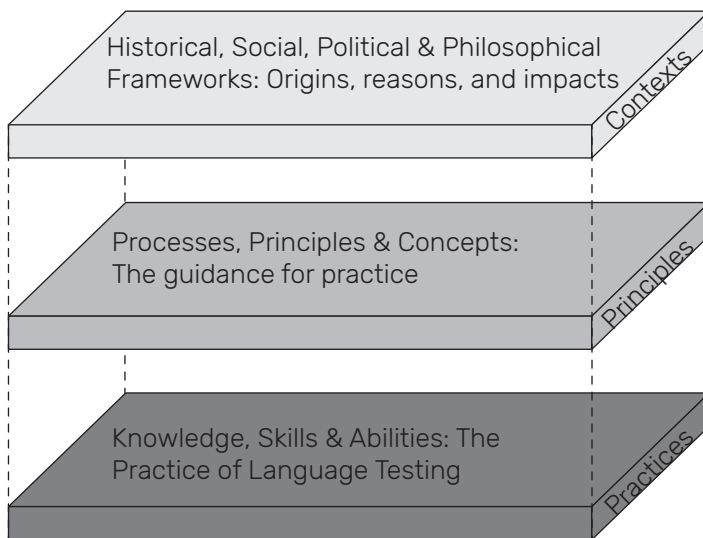 Historical, Social, Political & Philosophical
Frameworks: Origins, reasons, and impacts
Contexts
Processes, Principles & Concepts:
The guidance for practice
Principles
Knowledge, Skills & Abilities: The
Practice of Language Testing
Practices